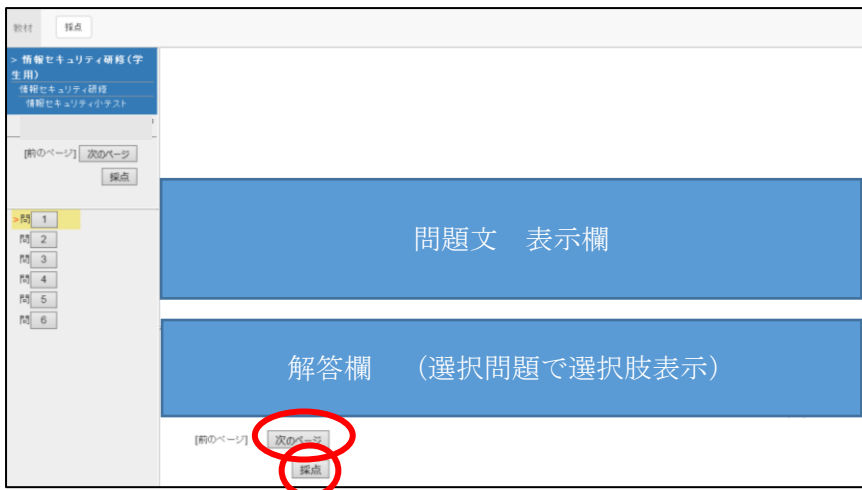 教材 採点
> 情報セキュリティ研修(学
生用)
情報セキュリティ研修
情報セキュリティ小テスト
[前のページ] 次のページ
採点
>問 1
問 2
問 3
問 4
問 5
問 6
問題文 表示欄
解答欄 (選択問題で選択肢表示)
[前のページ] 次のページ
採点